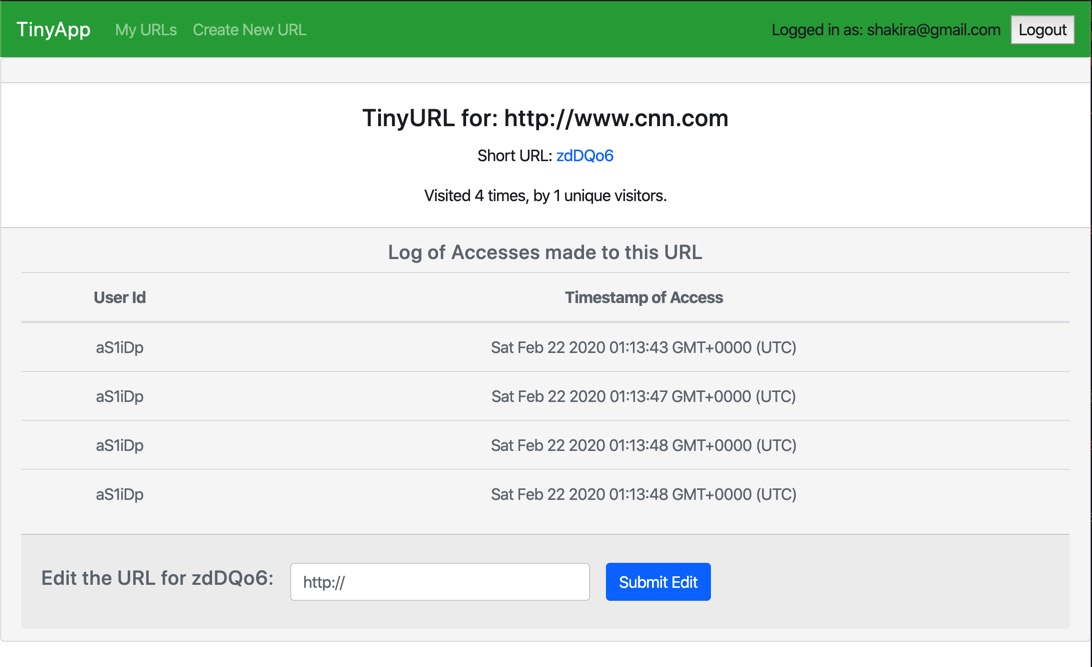 TinyApp My URLs Create New URL Logged in as: shakira@gmail.com Logout
TinyURL for: http://www.cnn.com
Short URL: zdDQo6
Visited 4 times, by 1 unique visitors.
Log of Accesses made to this URL
User Id Timestamp of Access
aS1iDp Sat Feb 22 2020 01:13:43 GMT+0000 (UTC)
aS1iDp Sat Feb 22 2020 01:13:47 GMT+0000 (UTC)
aS1iDp Sat Feb 22 2020 01:13:48 GMT+0000 (UTC)
aS1iDp Sat Feb 22 2020 01:13:48 GMT+0000 (UTC)
Edit the URL for zdDQo6: http:// Submit Edit